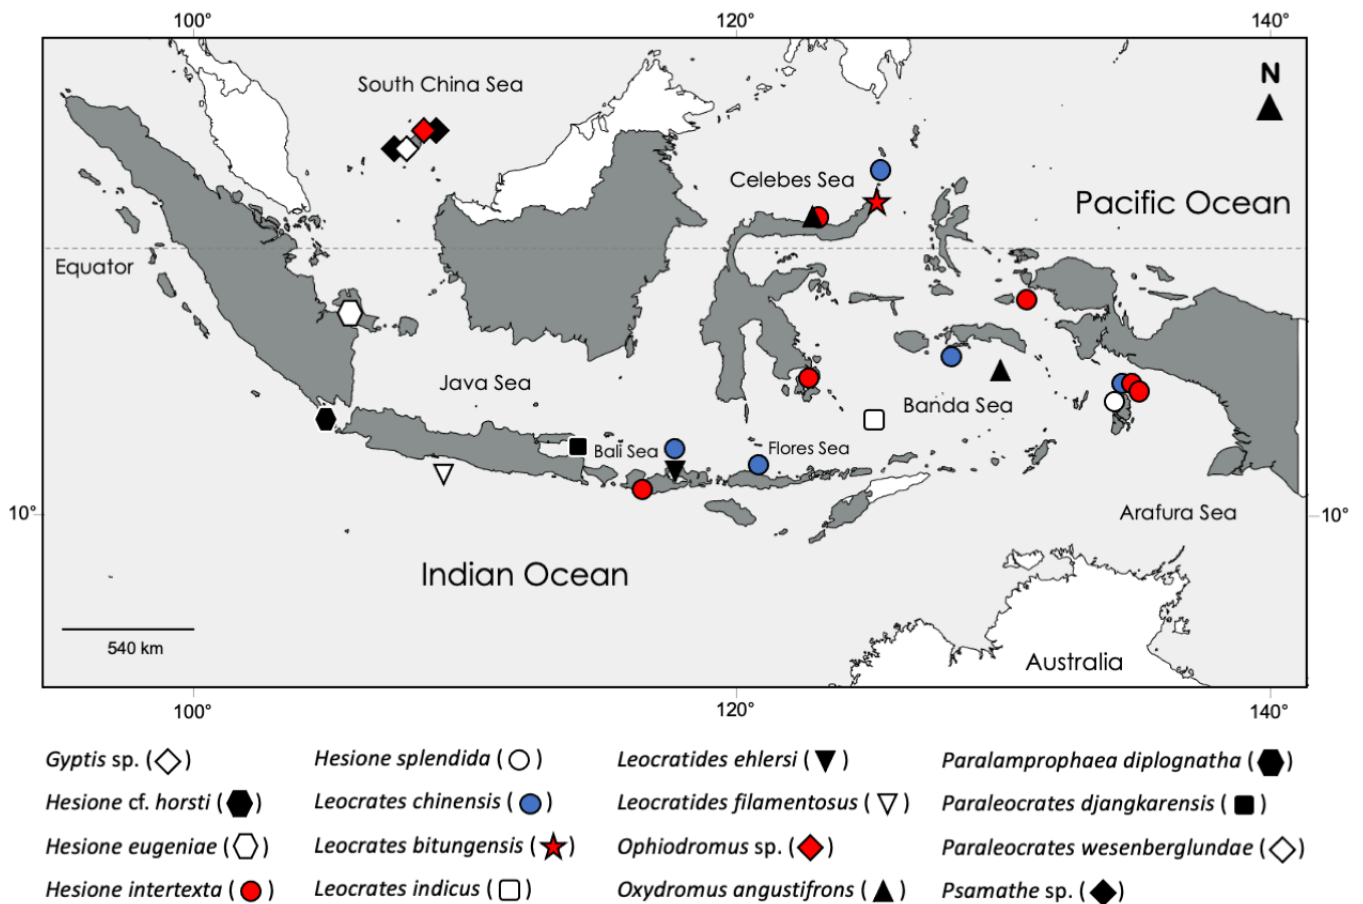 100°
120°
140°
South China Sea
N
Celebes Sea
Pacific Ocean
Equator
Java Sea
Banda Sea
Bali Sea
Flores Sea
10°
10°
Arafura Sea
Indian Ocean
540 km
Australia
100°
120°
140°
Gyptis sp. ( )
Hesione splendida ( )
Leocratides ehlersi ( )
Paralamprophaea diplognatha ( )
Hesione cf. horsti ( )
Leocrates chinensis ( )
Leocratides filamentosus ( )
Paraleocrates djangkarensis ( )
Hesione eugeniae ( )
Leocrates bitungensis ( )
Ophiodromus sp. ( )
Paraleocrates wesenberglundae ( )
Hesione intertexta ( )
Leocrates indicus ( )
Oxydromus angustifrons ( )
Psamathe sp. ( )